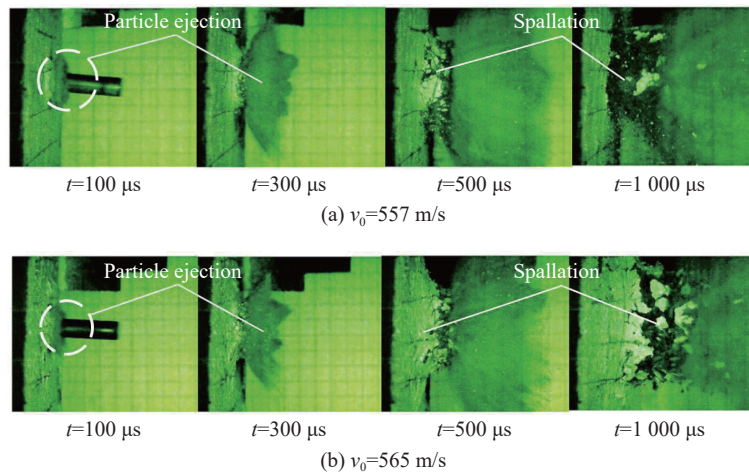 Particle ejection Spallation
t=100 μs t=300 μs t=500 μs t=1 000 μs
(a) v₀=557 m/s
Particle ejection Spallation
t=100 μs t=300 μs t=500 μs t=1 000 μs
(b) v₀=565 m/s